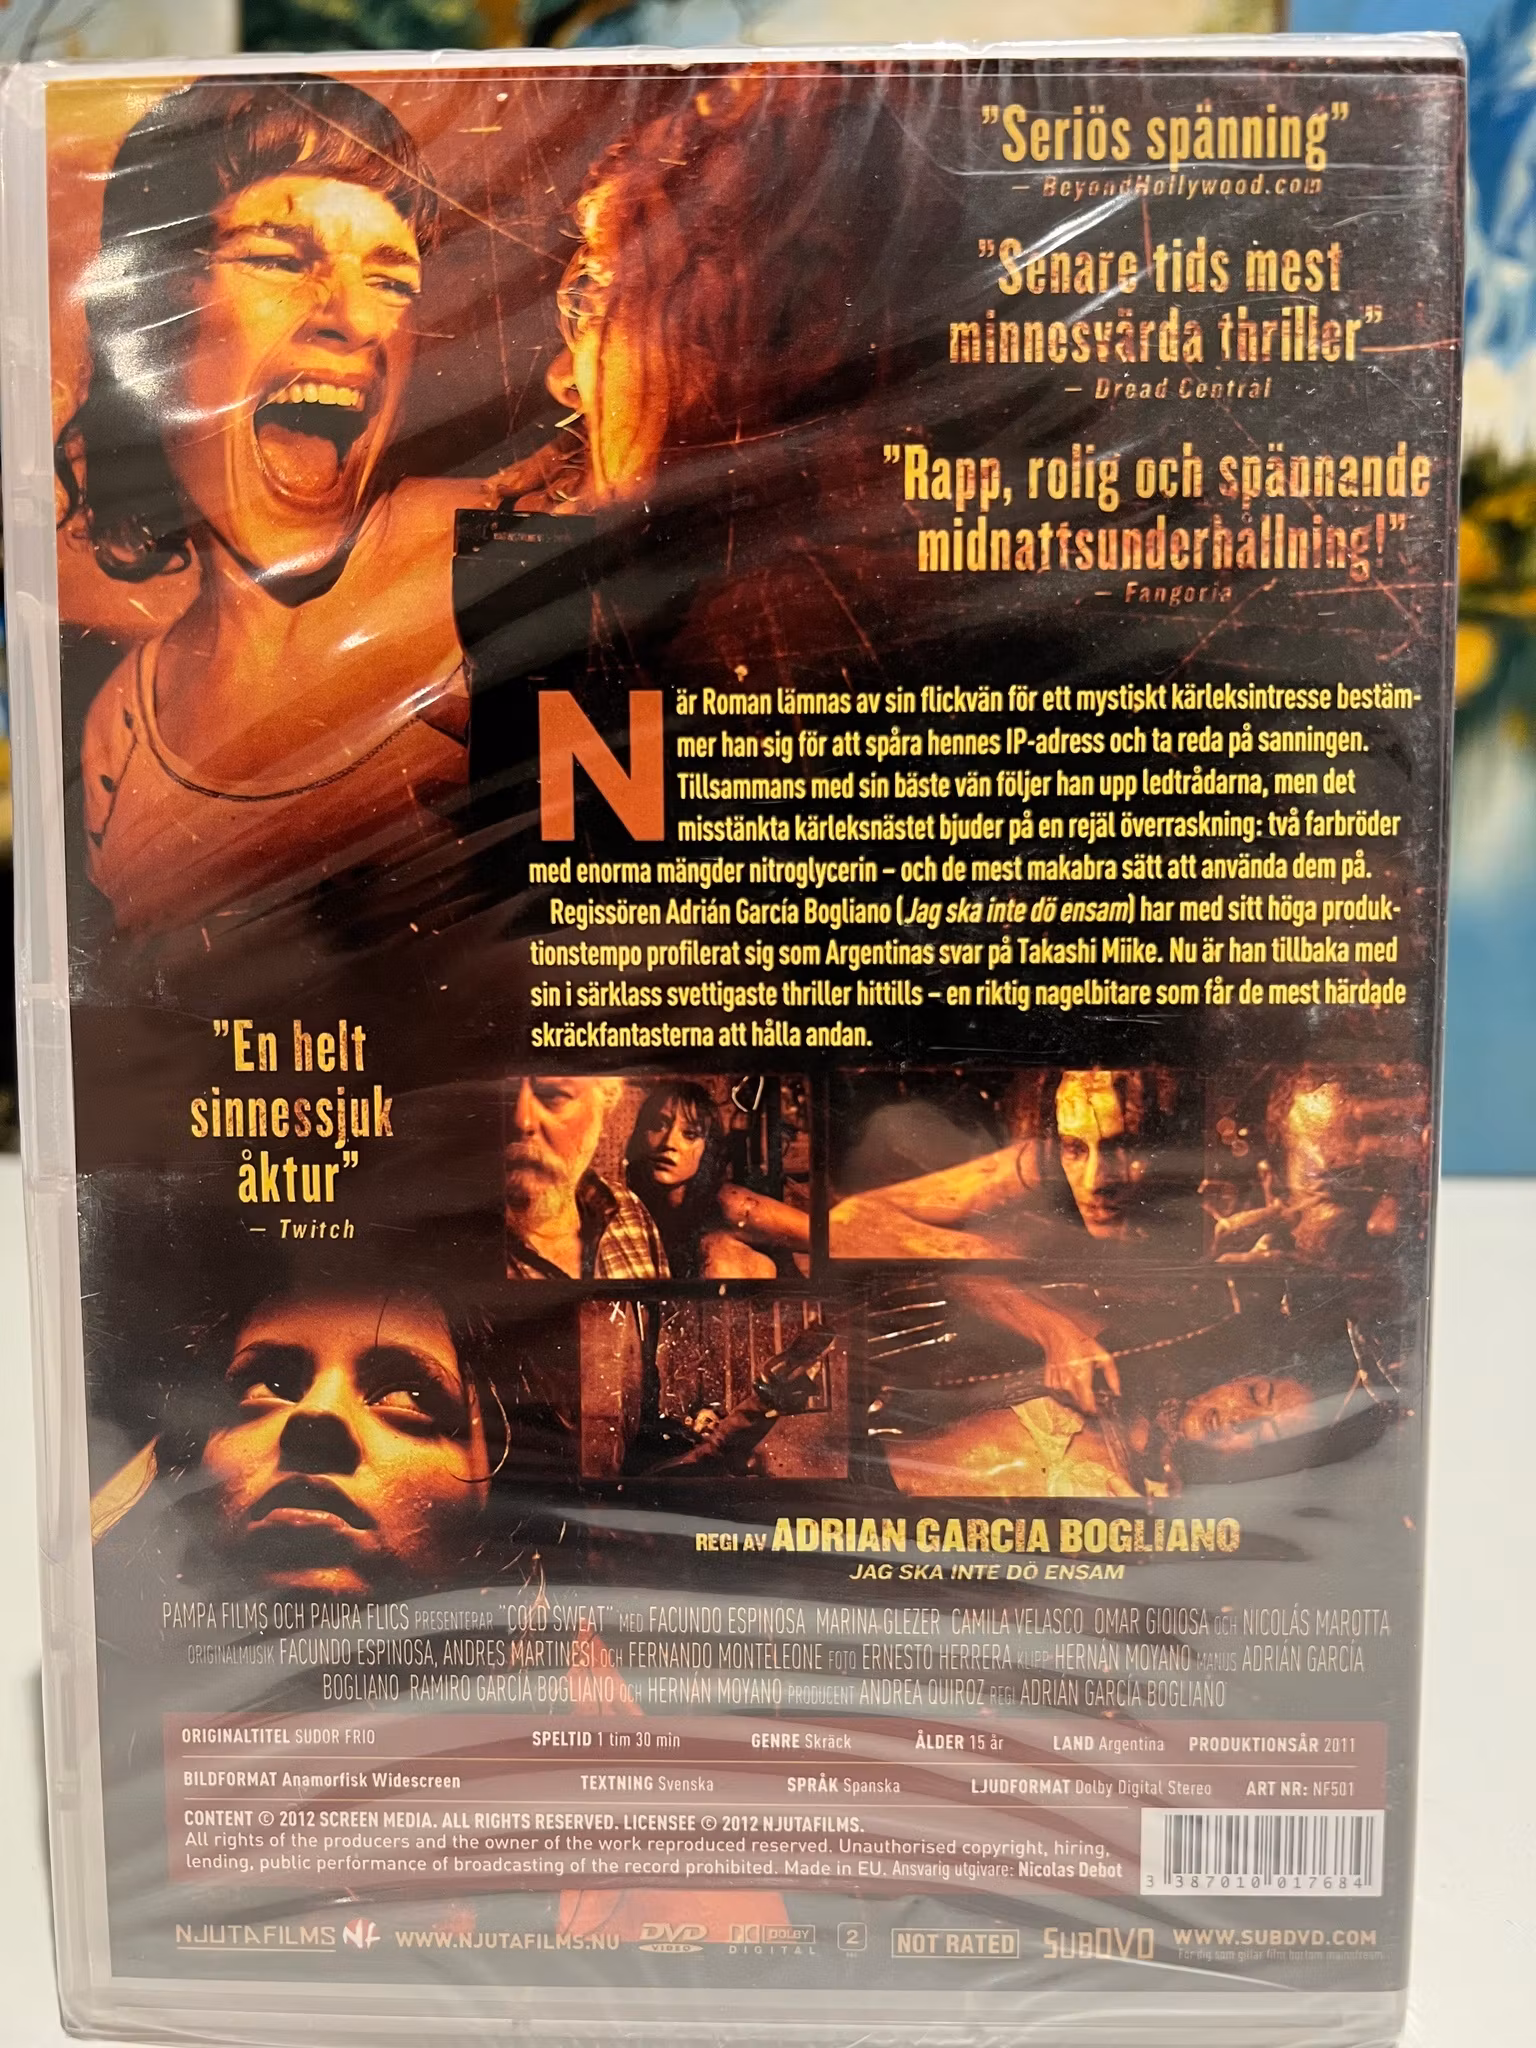 ”Seriös spänning”
– BeyondHollywood.com
”Senare tids mest
minnesvärda thriller”
– Dread Central
”Rapp, rolig och spännande
midnattsunderhållning!”
– Fangoria
När Roman lämnas av sin flickvän för ett mystiskt kärleksintresse bestäm-
mer han sig för att spåra hennes IP-adress och ta reda på sanningen.
Tillsammans med sin bäste vän följer han upp ledtrådarna, men det
misstänkta kärleksnästet bjuder på en rejäl överraskning: två farbröder
med enorma mängder nitroglycerin – och de mest makabra sätt att använda dem på.
Regissören Adrián García Bogliano (Jag ska inte dö ensam) har med sitt höga produk-
tionstempo profilerat sig som Argentinas svar på Takashi Miike. Nu är han tillbaka med
sin i särklass svettigaste thriller hittills – en riktig nagelbitare som får de mest härdade
skräckfantasterna att hålla andan.
”En helt
sinnessjuk
åktur”
– Twitch
REGI AV ADRIAN GARCIA BOGLIANO
JAG SKA INTE DÖ ENSAM
PAMPA FILMS OCH PAURA FLICS PRESENTERAR "COLD SWEAT" MED FACUNDO ESPINOSA MARINA GLEZER CAMILA VELASCO OMAR GIOIOSA OCH NICOLÁS MAROTTA
ORIGINALMUSIK FACUNDO ESPINOSA, ANDRES MARTINESI OCH FERNANDO MONTELEONE FOTO ERNESTO HERRERA KLIPP HERNÁN MOYANO MANUS ADRIÁN GARCÍA
BOGLIANO RAMIRO GARCÍA BOGLIANO OCH HERNÁN MOYANO PRODUCENT ANDREA QUIROZ REGI ADRIÁN GARCÍA BOGLIANO
ORIGINALTITEL SUDOR FRIO SPELTID 1 tim 30 min GENRE Skräck ÅLDER 15 år LAND Argentina PRODUKTIONSÅR 2011
BILDFORMAT Anamorfisk Widescreen TEXTNING Svenska SPRÅK Spanska LJUDFORMAT Dolby Digital Stereo ART NR: NF501
CONTENT © 2012 SCREEN MEDIA. ALL RIGHTS RESERVED. LICENSEE © 2012 NJUTAFILMS.
All rights of the producers and the owner of the work reproduced reserved. Unauthorised copyright, hiring,
lending, public performance of broadcasting of the record prohibited. Made in EU. Ansvarig utgivare: Nicolas Debot
3 387010 017684
NJUTAFILMS NF WWW.NJUTAFILMS.NU DVD VIDEO DOLBY DIGITAL 2 NOT RATED SUBDVD WWW.SUBDVD.COM
För dig som gillar film bortom mainstream